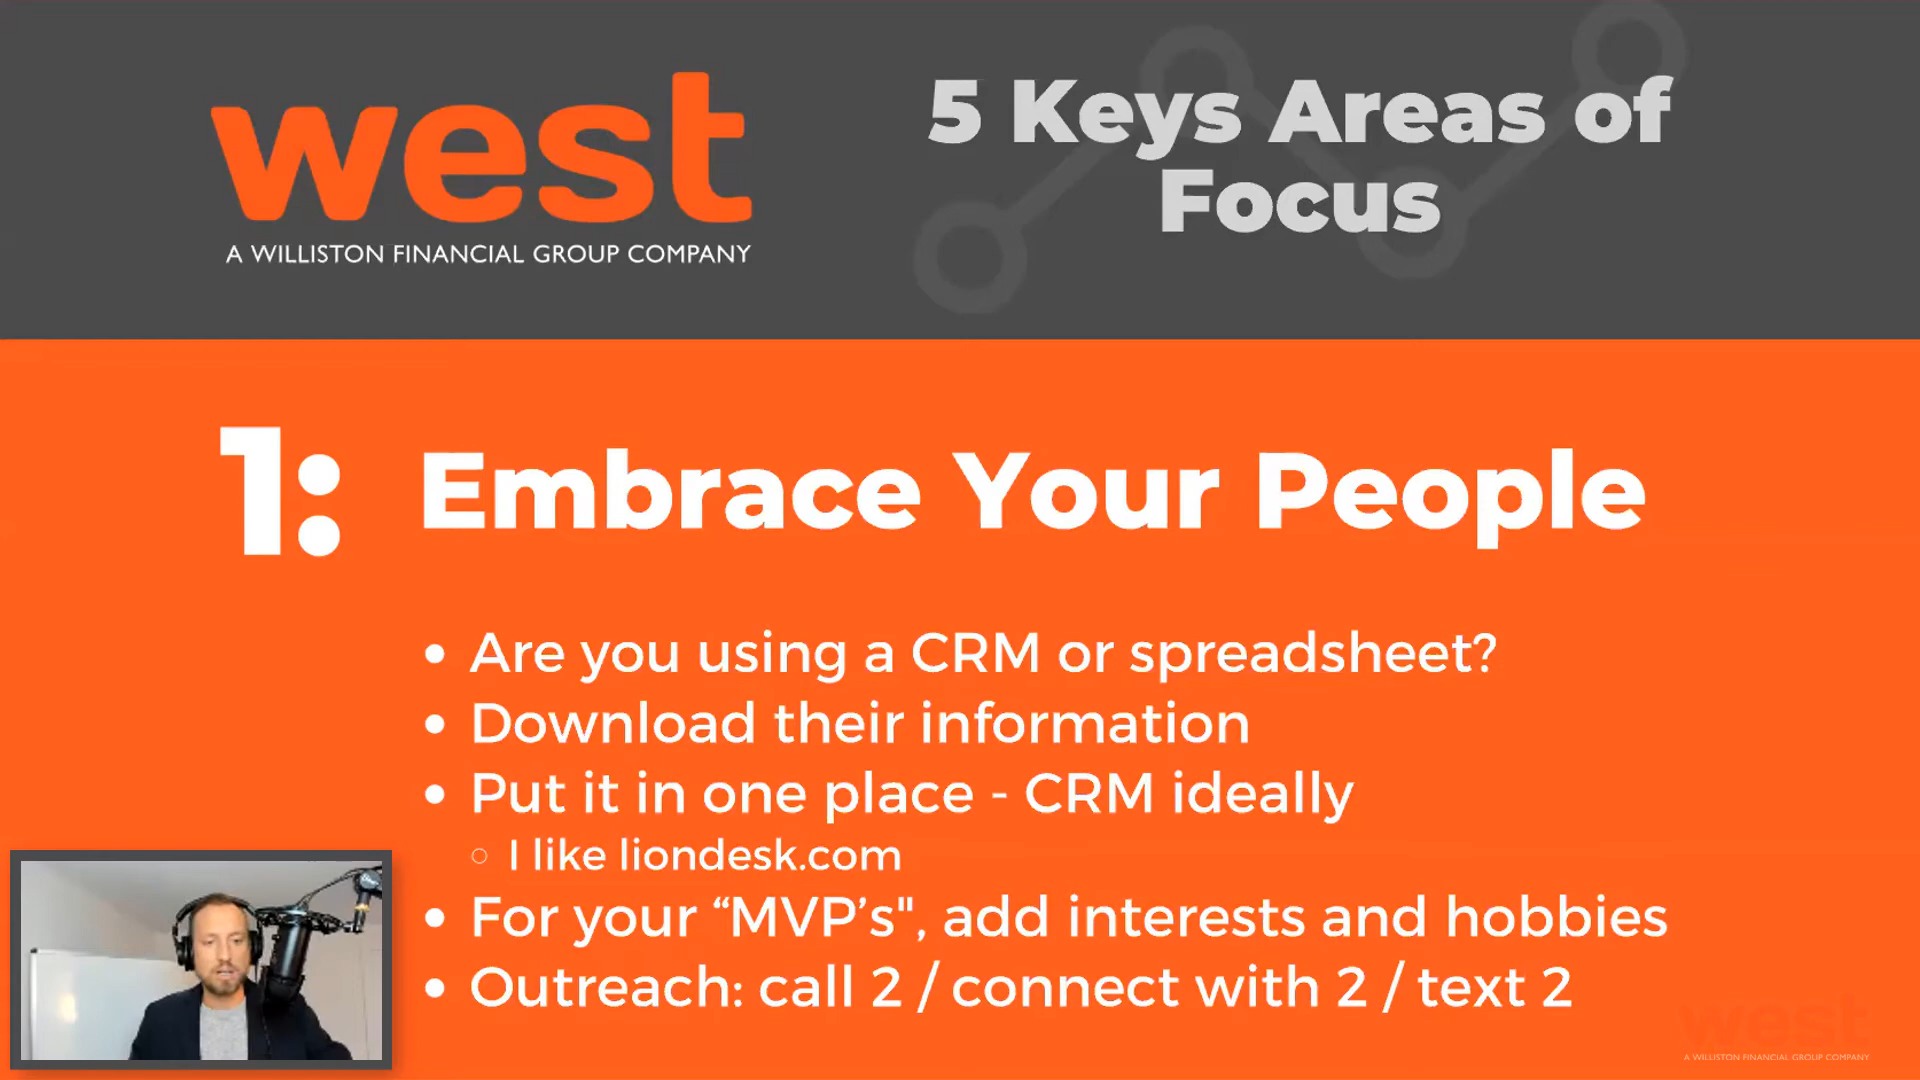 west
A WILLISTON FINANCIAL GROUP COMPANY
5 Keys Areas of
Focus
1: Embrace Your People
• Are you using a CRM or spreadsheet?
• Download their information
• Put it in one place - CRM ideally
○ I like liondesk.com
• For your “MVP’s", add interests and hobbies
• Outreach: call 2 / connect with 2 / text 2
west
A WILLISTON FINANCIAL GROUP COMPANY